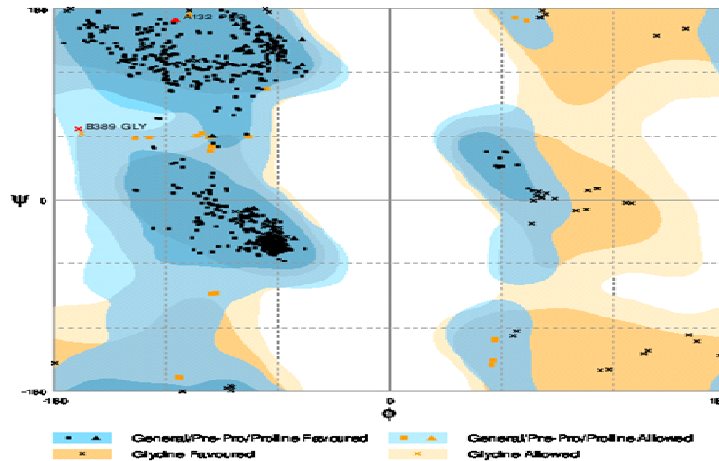 180
B389 GLY
Ψ
0
-180
-180
0
Φ
General/Pre-Pro/Proline Favoured
General/Pre-Pro/Proline Allowed
Glycine Favoured
Glycine Allowed